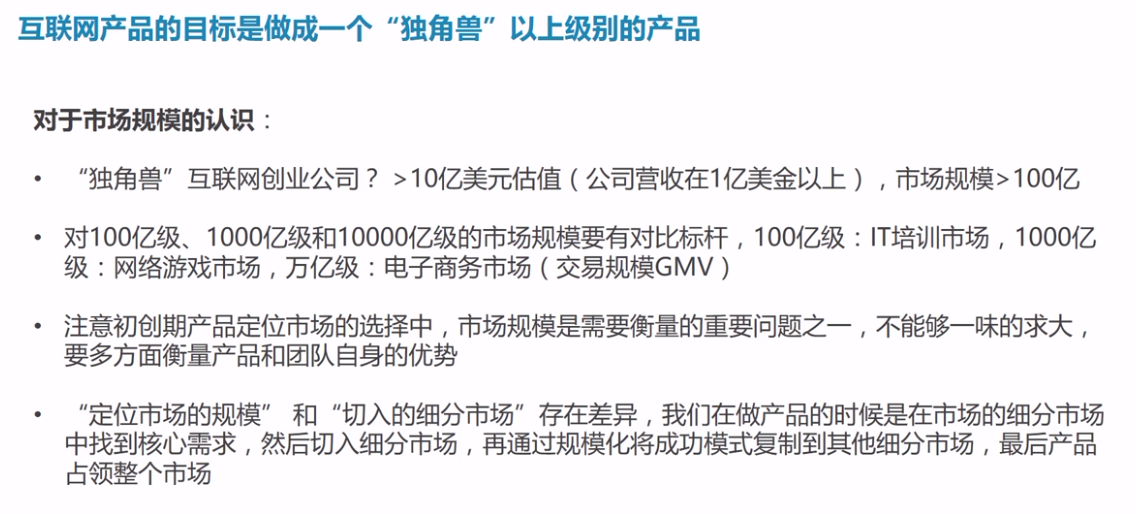 互联网产品的目标是做成一个“独角兽”以上级别的产品
对于市场规模的认识：
• “独角兽”互联网创业公司？ >10亿美元估值（公司营收在1亿美金以上），市场规模>100亿
• 对100亿级、1000亿级和10000亿级的市场规模要有对比标杆，100亿级：IT培训市场，1000亿
级：网络游戏市场，万亿级：电子商务市场（交易规模GMV）
• 注意初创期产品定位市场的选择中，市场规模是需要衡量的重要问题之一，不能够一味的求大，
要多方面衡量产品和团队自身的优势
• “定位市场的规模” 和“切入的细分市场”存在差异，我们在做产品的时候是在市场的细分市场
中找到核心需求，然后切入细分市场，再通过规模化将成功模式复制到其他细分市场，最后产品
占领整个市场